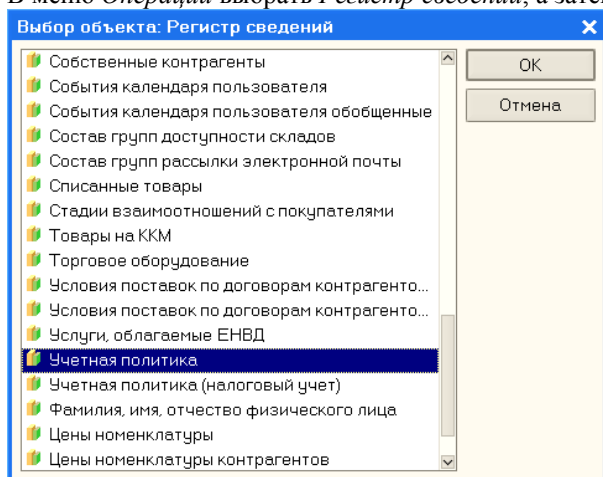 В меню Операции выбрать Регистр сведений, а зате
Выбор объекта: Регистр сведений
Собственные контрагенты
События календаря пользователя
События календаря пользователя обобщенные
Состав групп доступности складов
Состав групп рассылки электронной почты
Списанные товары
Стадии взаимоотношений с покупателями
Товары на ККМ
Торговое оборудование
Условия поставок по договорам контрагенто...
Условия поставок по договорам контрагенто...
Услуги, облагаемые ЕНВД
Учетная политика
Учетная политика (налоговый учет)
Фамилия, имя, отчество физического лица
Цены номенклатуры
Цены номенклатуры контрагентов
OK
Отмена